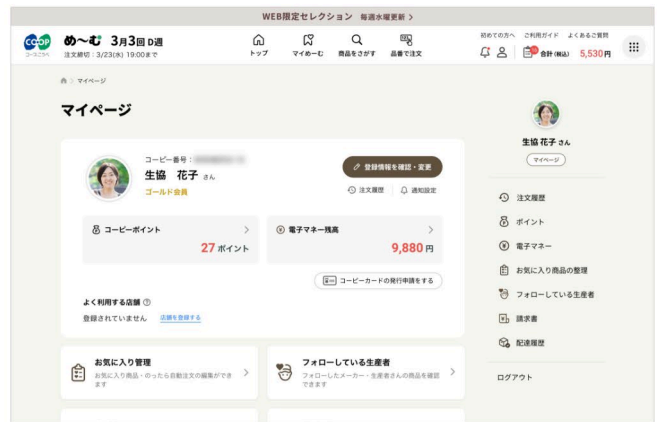 WEB限定セレクション 毎週水曜更新 >
CO・OP
コープこうべ
め〜む 3月3回 D週
注文締切：3/23(水) 19:00まで
トップ
マイめーむ
商品をさがす
品番で注文
初めての方へ ご利用ガイド よくあるご質問
合計(税込) 5,530円
マイページ
マイページ
コーピー番号：
生協 花子 さん
ゴールド会員
登録情報を確認・変更
注文履歴
通知設定
コーピーポイント
27 ポイント
電子マネー残高
9,880 円
コーピーカードの発行申請をする
よく利用する店舗
登録されていません 店舗を登録する
お気に入り管理
お気に入り商品・のったら自動注文の編集ができ
ます
フォローしている生産者
フォローしたメーカー・生産者さんの商品を確認
できます
生協 花子 さん
マイページ
注文履歴
ポイント
電子マネー
お気に入り商品の整理
フォローしている生産者
請求書
配達履歴
ログアウト